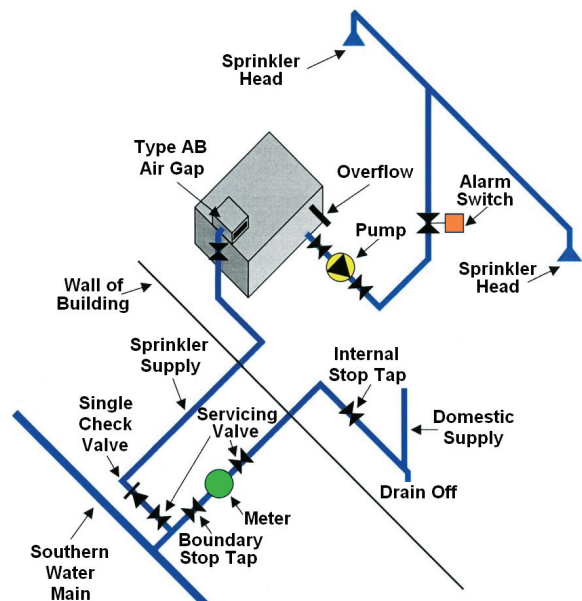 Sprinkler
Head
Type AB
Air Gap
Overflow
Alarm
Switch
Pump
Sprinkler
Head
Wall of
Building
Sprinkler
Supply
Internal
Stop Tap
Single
Check
Valve
Servicing
Valve
Domestic
Supply
Drain Off
Meter
Boundary
Stop Tap
Southern
Water
Main